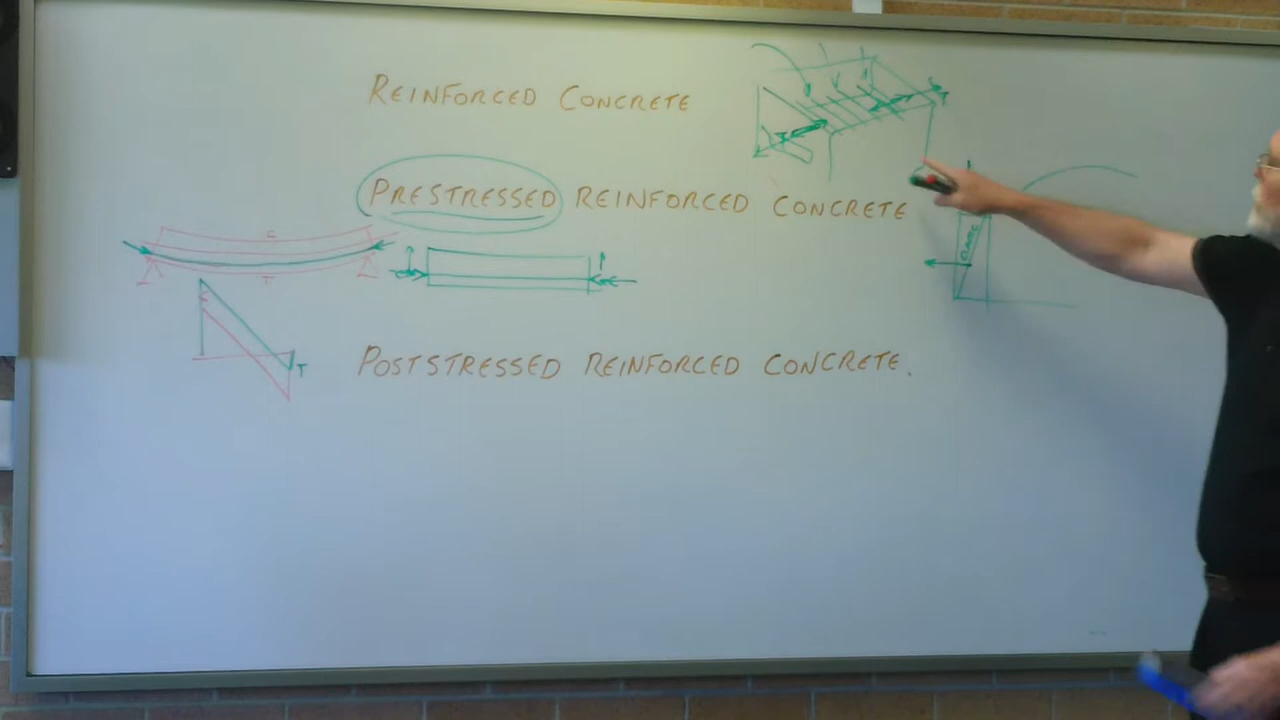 REINFORCED CONCRETE
PRESTRESSED REINFORCED CONCRETE
C
T
P
P
C
T
POSTSTRESSED REINFORCED CONCRETE.